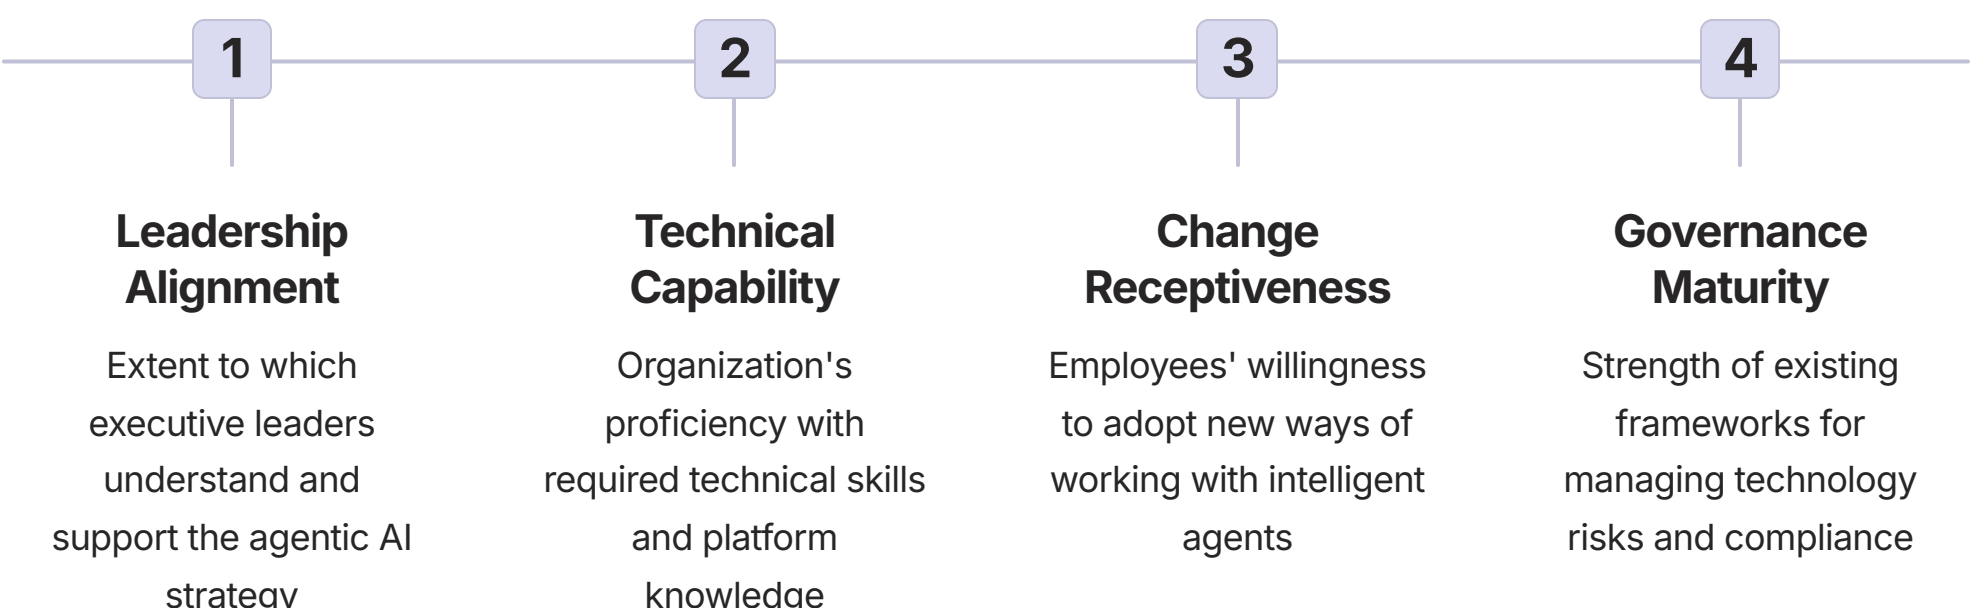 1
2
3
4
Leadership
Alignment
Extent to which
executive leaders
understand and
support the agentic AI
strategy
Technical
Capability
Organization's
proficiency with
required technical skills
and platform
knowledge
Change
Receptiveness
Employees' willingness
to adopt new ways of
working with intelligent
agents
Governance
Maturity
Strength of existing
frameworks for
managing technology
risks and compliance